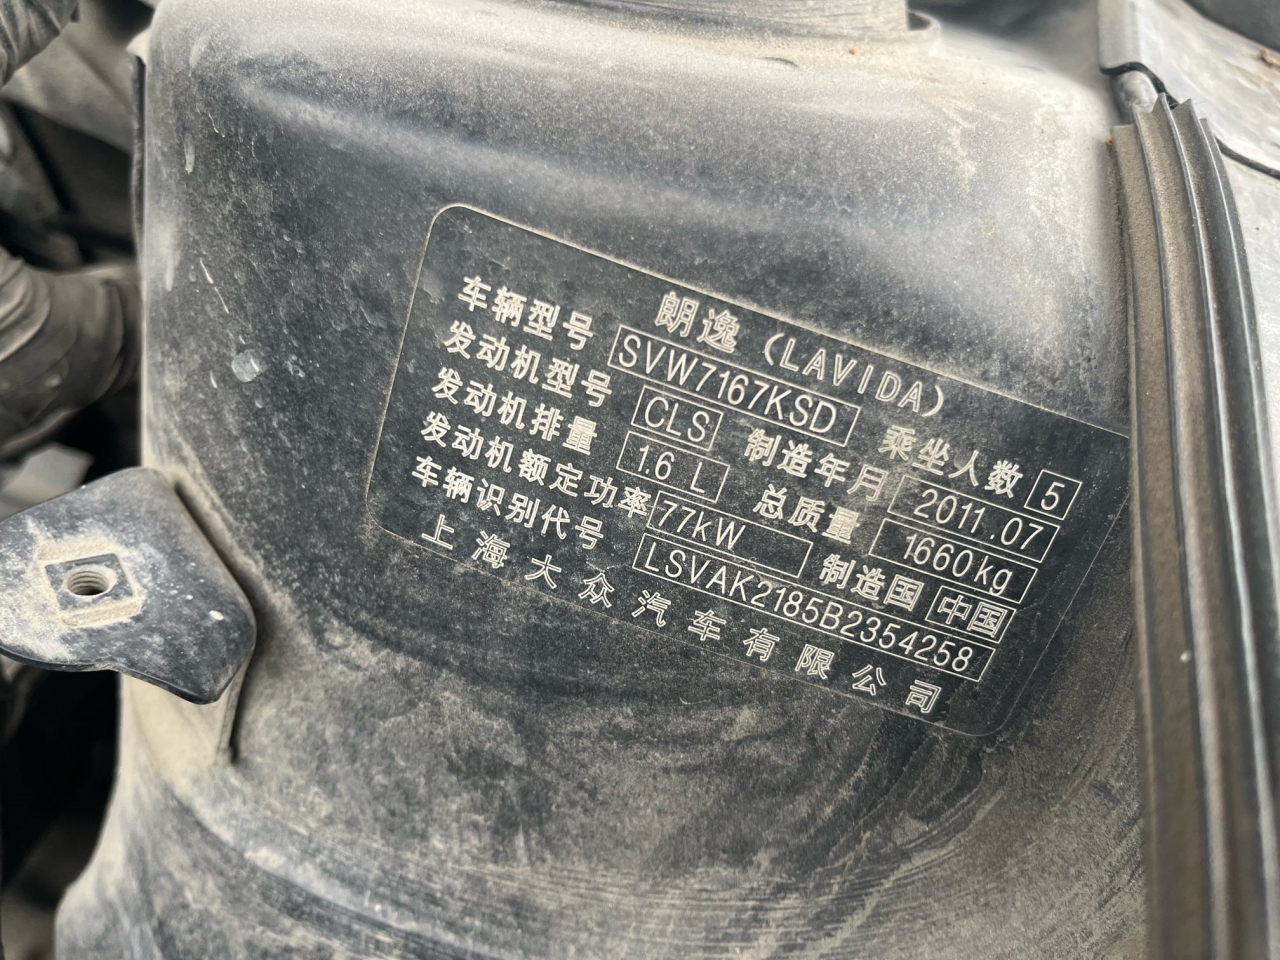 朗逸 (LAVIDA)
车辆型号 SVW7167KSD 乘坐人数 5
发动机型号 CLS 制造年月 2011.07
发动机排量 1.6 L 总质量 1660kg
发动机额定功率 77kW 制造国 中国
车辆识别代号 LSVAK2185B2354258
上海大众汽车有限公司